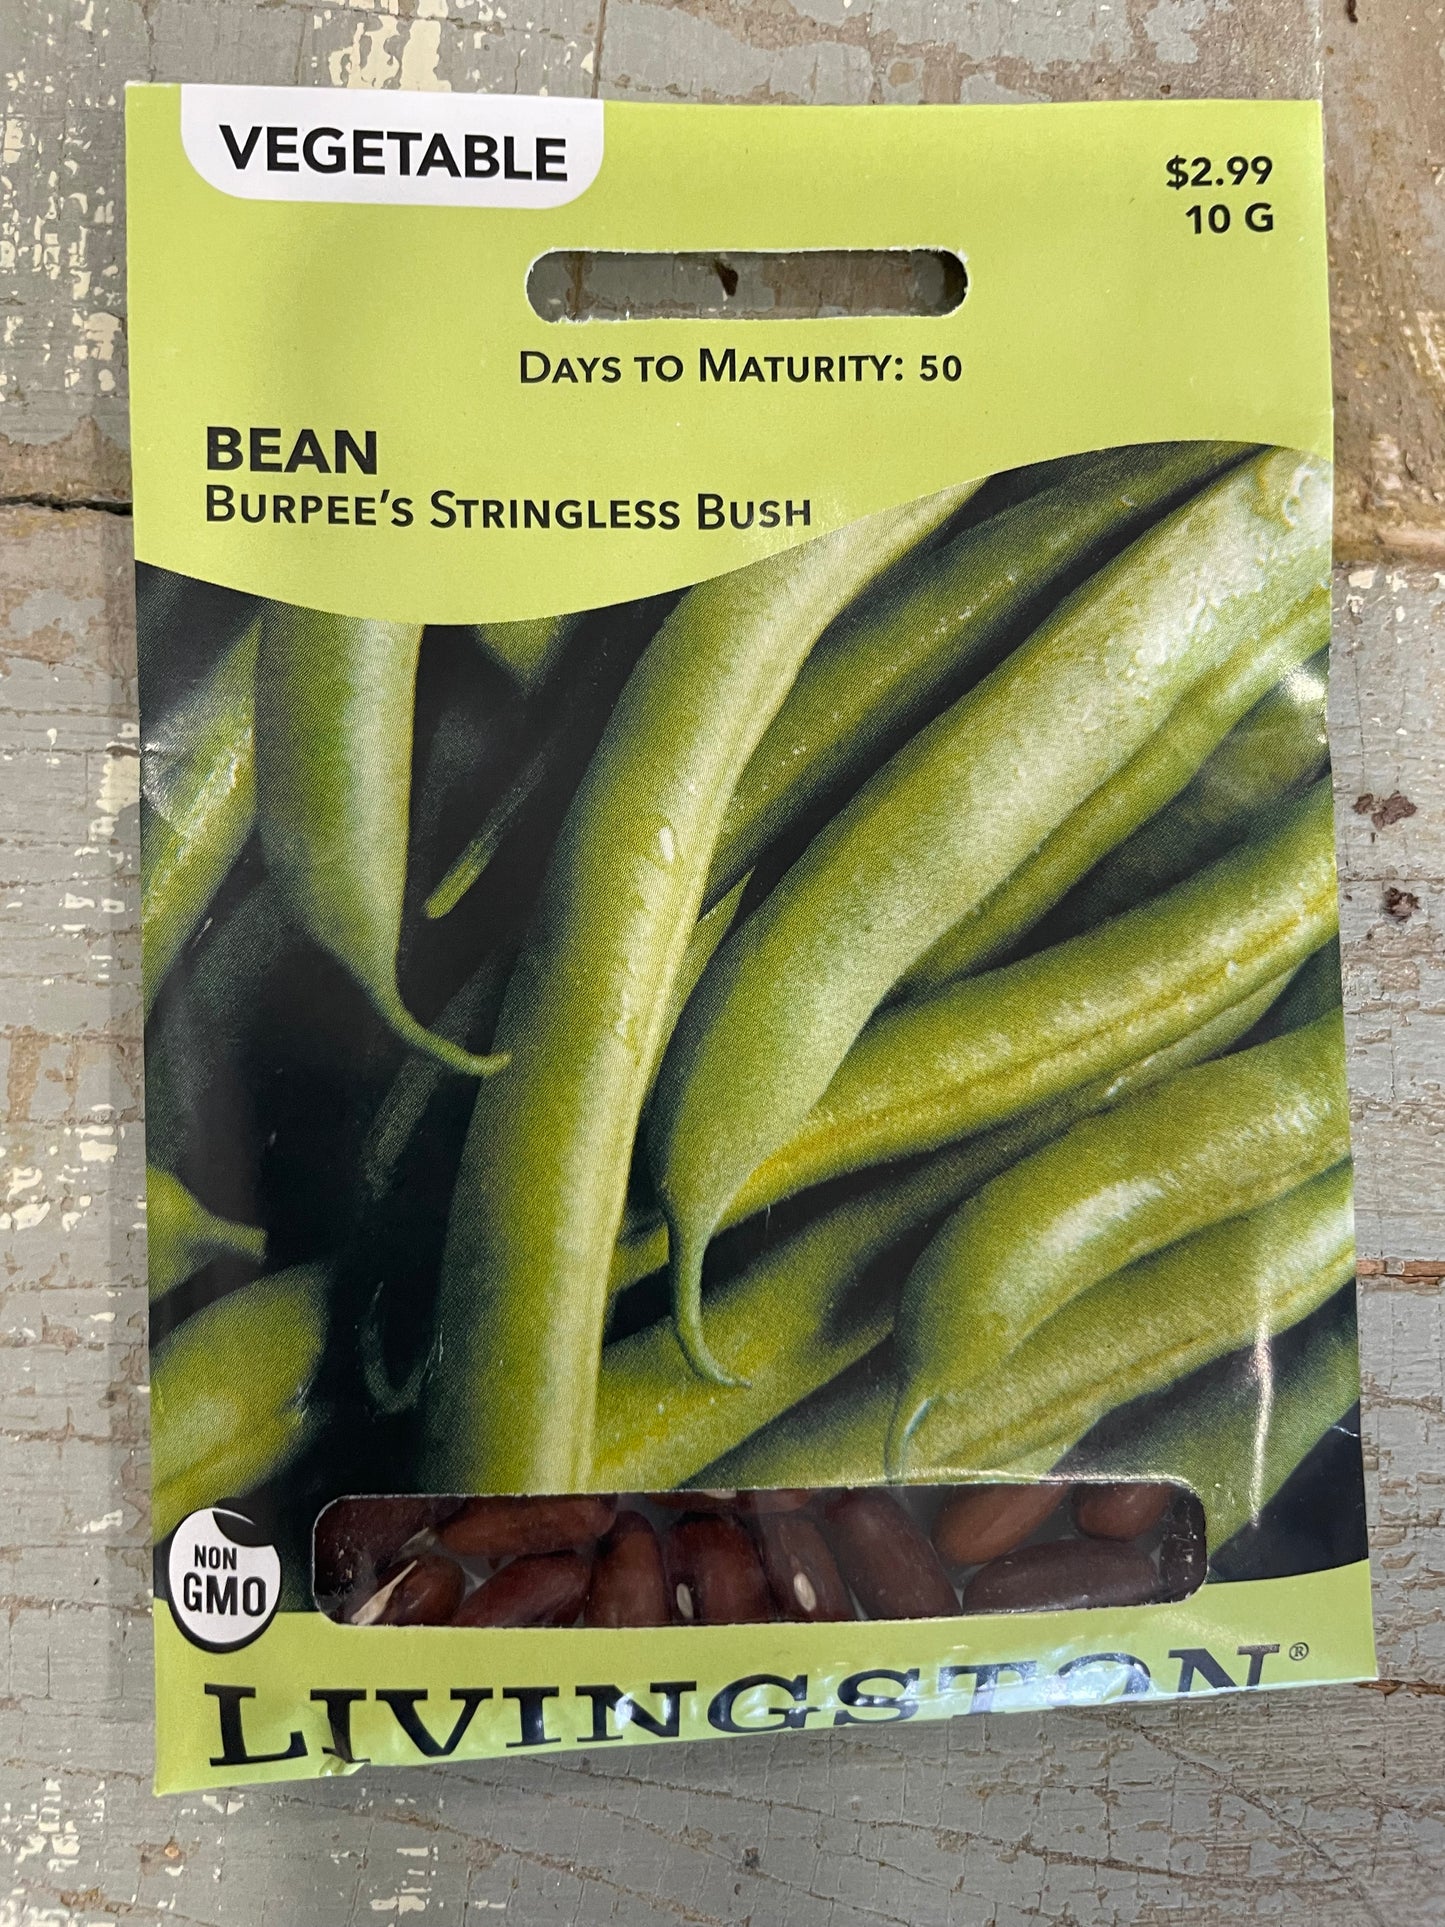 VEGETABLE
$2.99
10 G
DAYS TO MATURITY: 50
BEAN
BURPEE'S STRINGLESS BUSH
NON
GMO
LIVINGSTON®